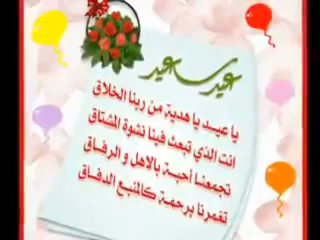 عيد سعيد
يا عيد يا هدية من ربنا الخلاق
انت الذي تبعث فينا نشوة المشتاق
تجمعنا أحبة بالاهل و الرفاق
تغمرنا برحمة كالمنبع الدفاق